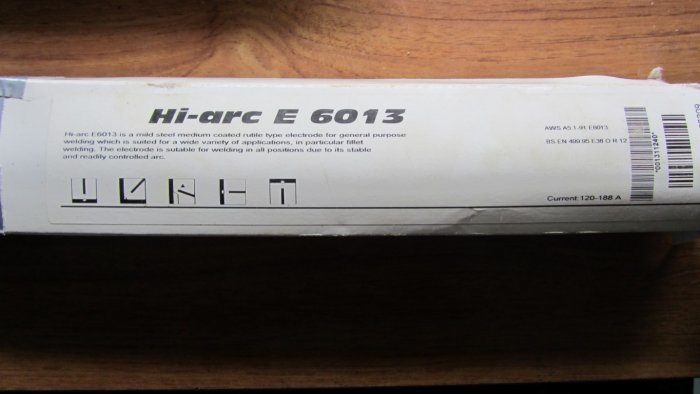 Hi-arc E 6013
Hi-arc E6013 is a mild steel medium coated rutile type electrode for general purpose
welding which is suited for a wide variety of applications, in particular fillet
welding. The electrode is suitable for welding in all positions due to its stable
and readily controlled arc.
AWS A5.1-91 E6013
BS EN 499:95 E38 O R 12
Current: 120-188 A
*001311240*